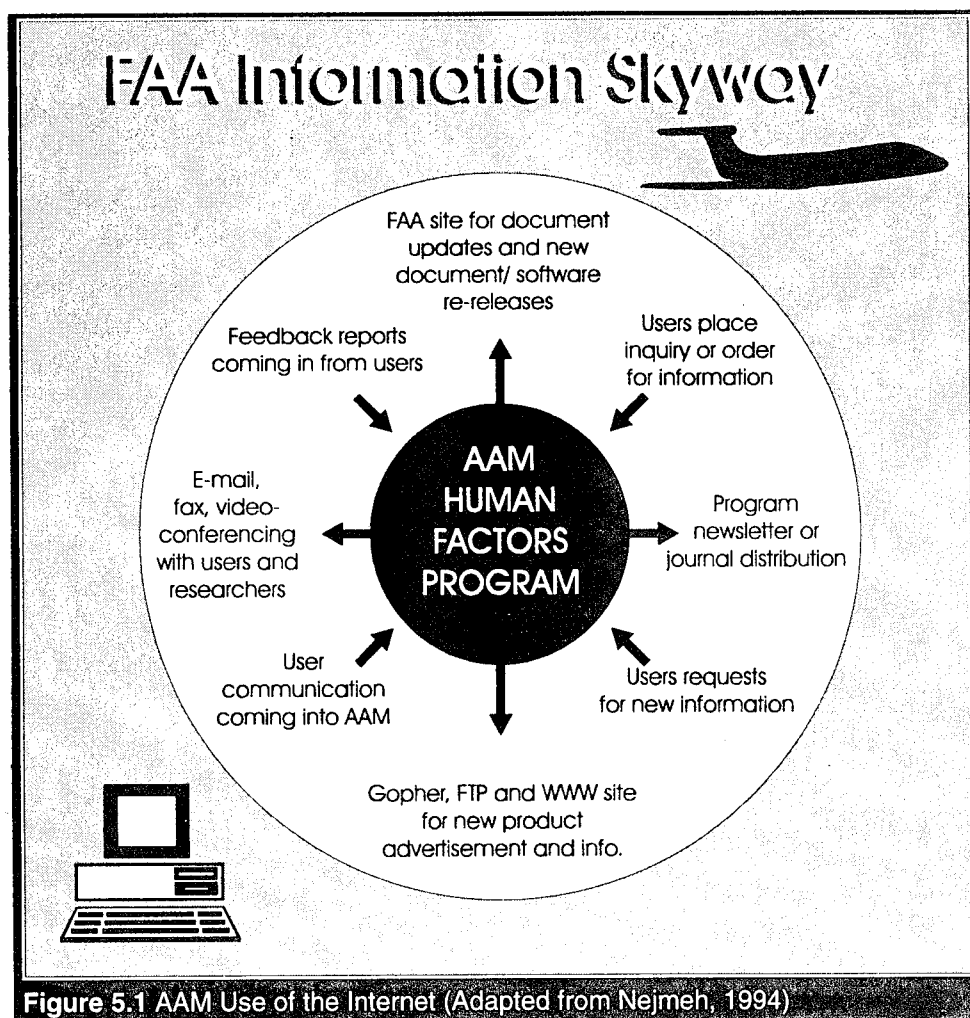 FAA Information Skyway
FAA site for document
updates and new
document/ software
re-releases
Feedback reports
coming in from users
Users place
inquiry or order
for information
E-mail,
fax, video-
conferencing
with users and
researchers
AAM
HUMAN
FACTORS
PROGRAM
Program
newsletter or
journal distribution
User
communication
coming into AAM
Users requests
for new information
Gopher, FTP and WWW site
for new product
advertisement and info.
Figure 5.1 AAM Use of the Internet (Adapted from Nejmeh, 1994)